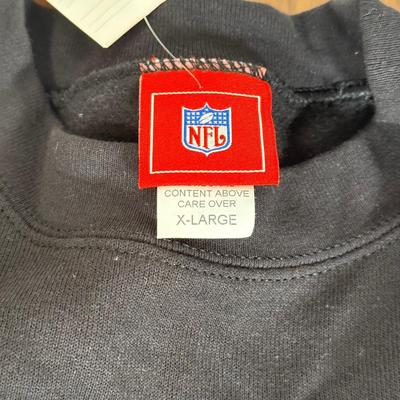 NFL
CONTENT ABOVE
CARE OVER
X-LARGE